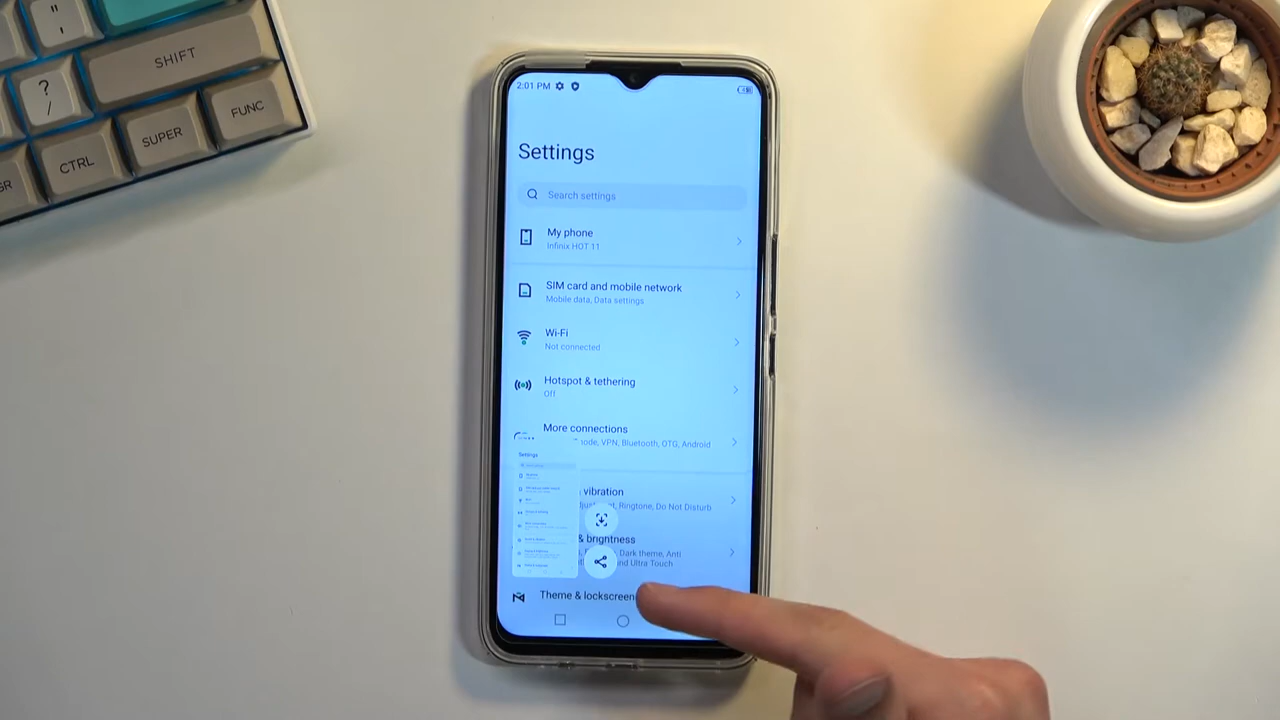 " '
? /
SHIFT
FUNC
SUPER
CTRL
GR
2:01 PM
Settings
Search settings
My phone
Infinix HOT 11
SIM card and mobile network
Mobile data, Data settings
Wi-Fi
Not connected
Hotspot & tethering
Off
More connections
mode, VPN, Bluetooth, OTG, Android
vibration
Ringtone, Do Not Disturb
& brightness
Dark theme, Anti
and Ultra Touch
Theme & lockscreen
Settings